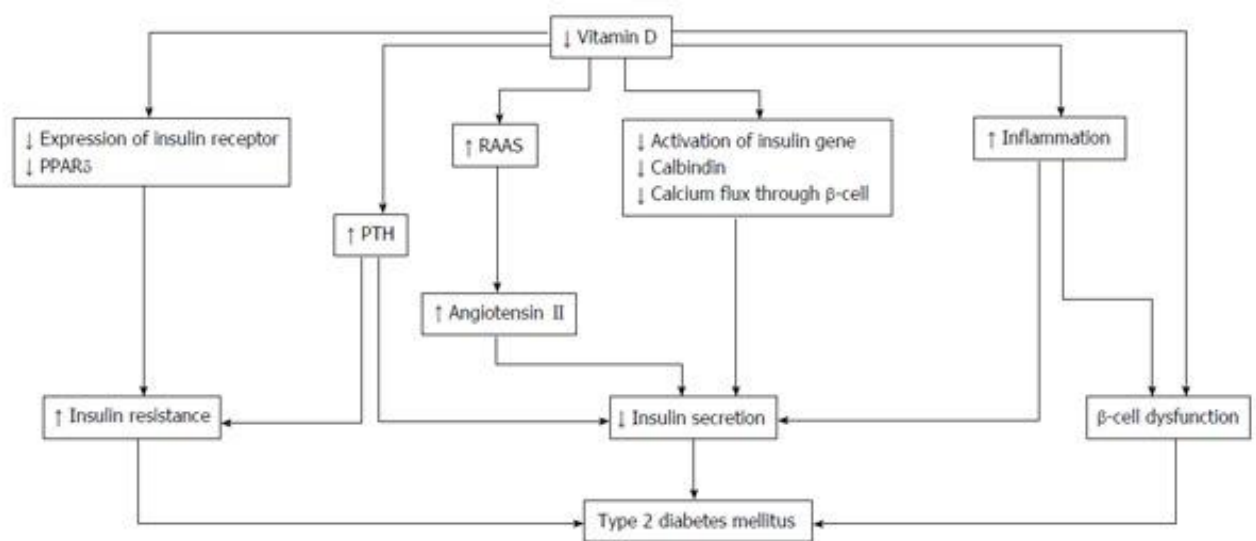 ↓ Vitamin D
↓ Expression of insulin receptor
↓ PPARδ
↑ RAAS
↓ Activation of insulin gene
↓ Calbindin
↓ Calcium flux through β-cell
↑ Inflammation
↑ PTH
↑ Angiotensin II
↑ Insulin resistance
↓ Insulin secretion
β-cell dysfunction
Type 2 diabetes mellitus